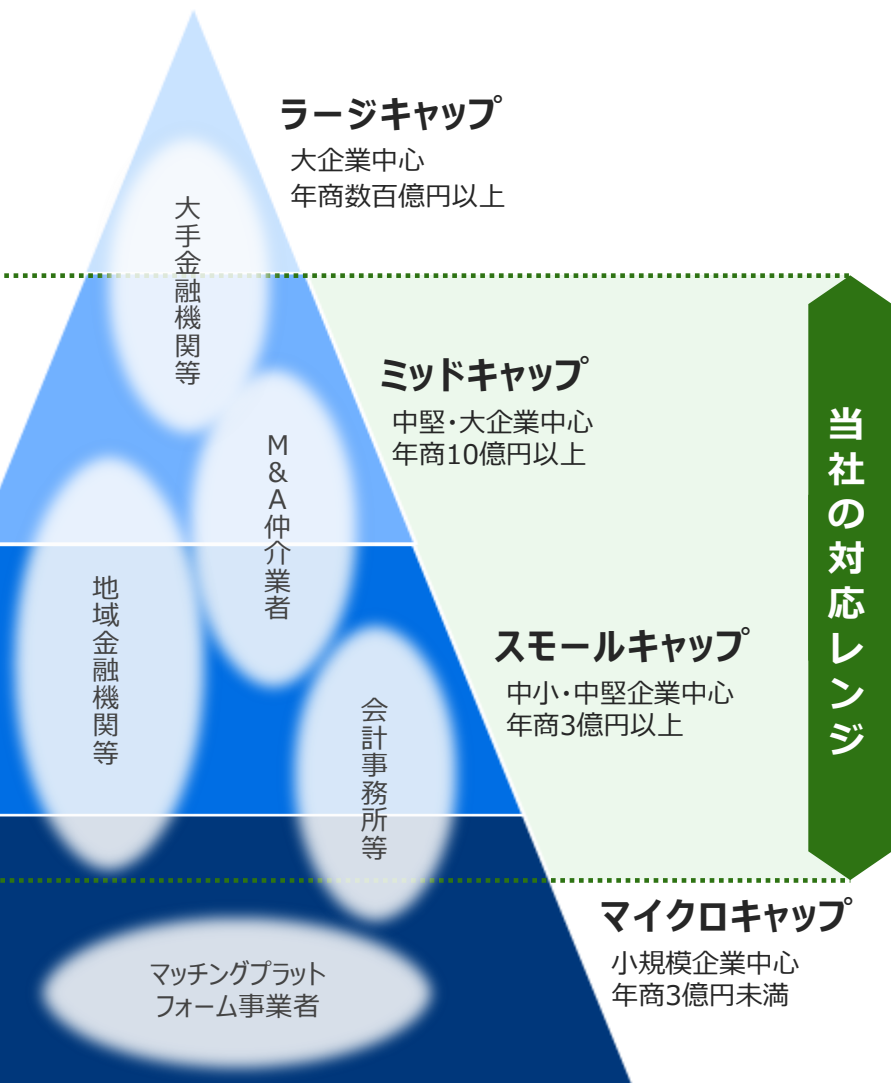 ラージキャップ
大企業中心
年商数百億円以上
大手金融機関等
ミッドキャップ
中堅・大企業中心
年商10億円以上
M&A仲介業者
地域金融機関等
スモールキャップ
中小・中堅企業中心
年商3億円以上
会計事務所等
当社の対応レンジ
マイクロキャップ
小規模企業中心
年商3億円未満
マッチングプラット
フォーム事業者